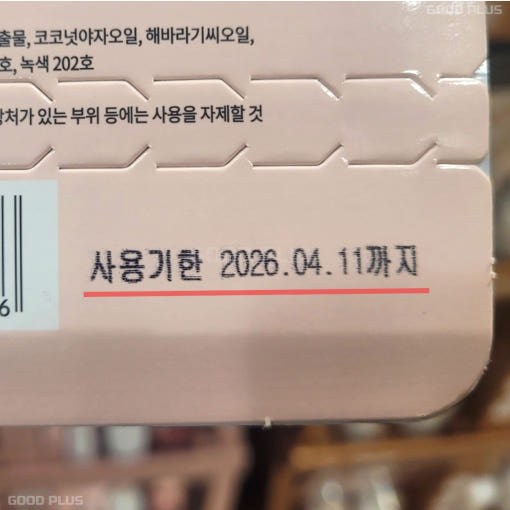 GOOD PLUS
출물, 코코넛야자오일, 해바라기씨오일,
호, 녹색 202호
상처가 있는 부위 등에는 사용을 자제할 것
사용기한 2026.04.11까지
6
GOOD PLUS